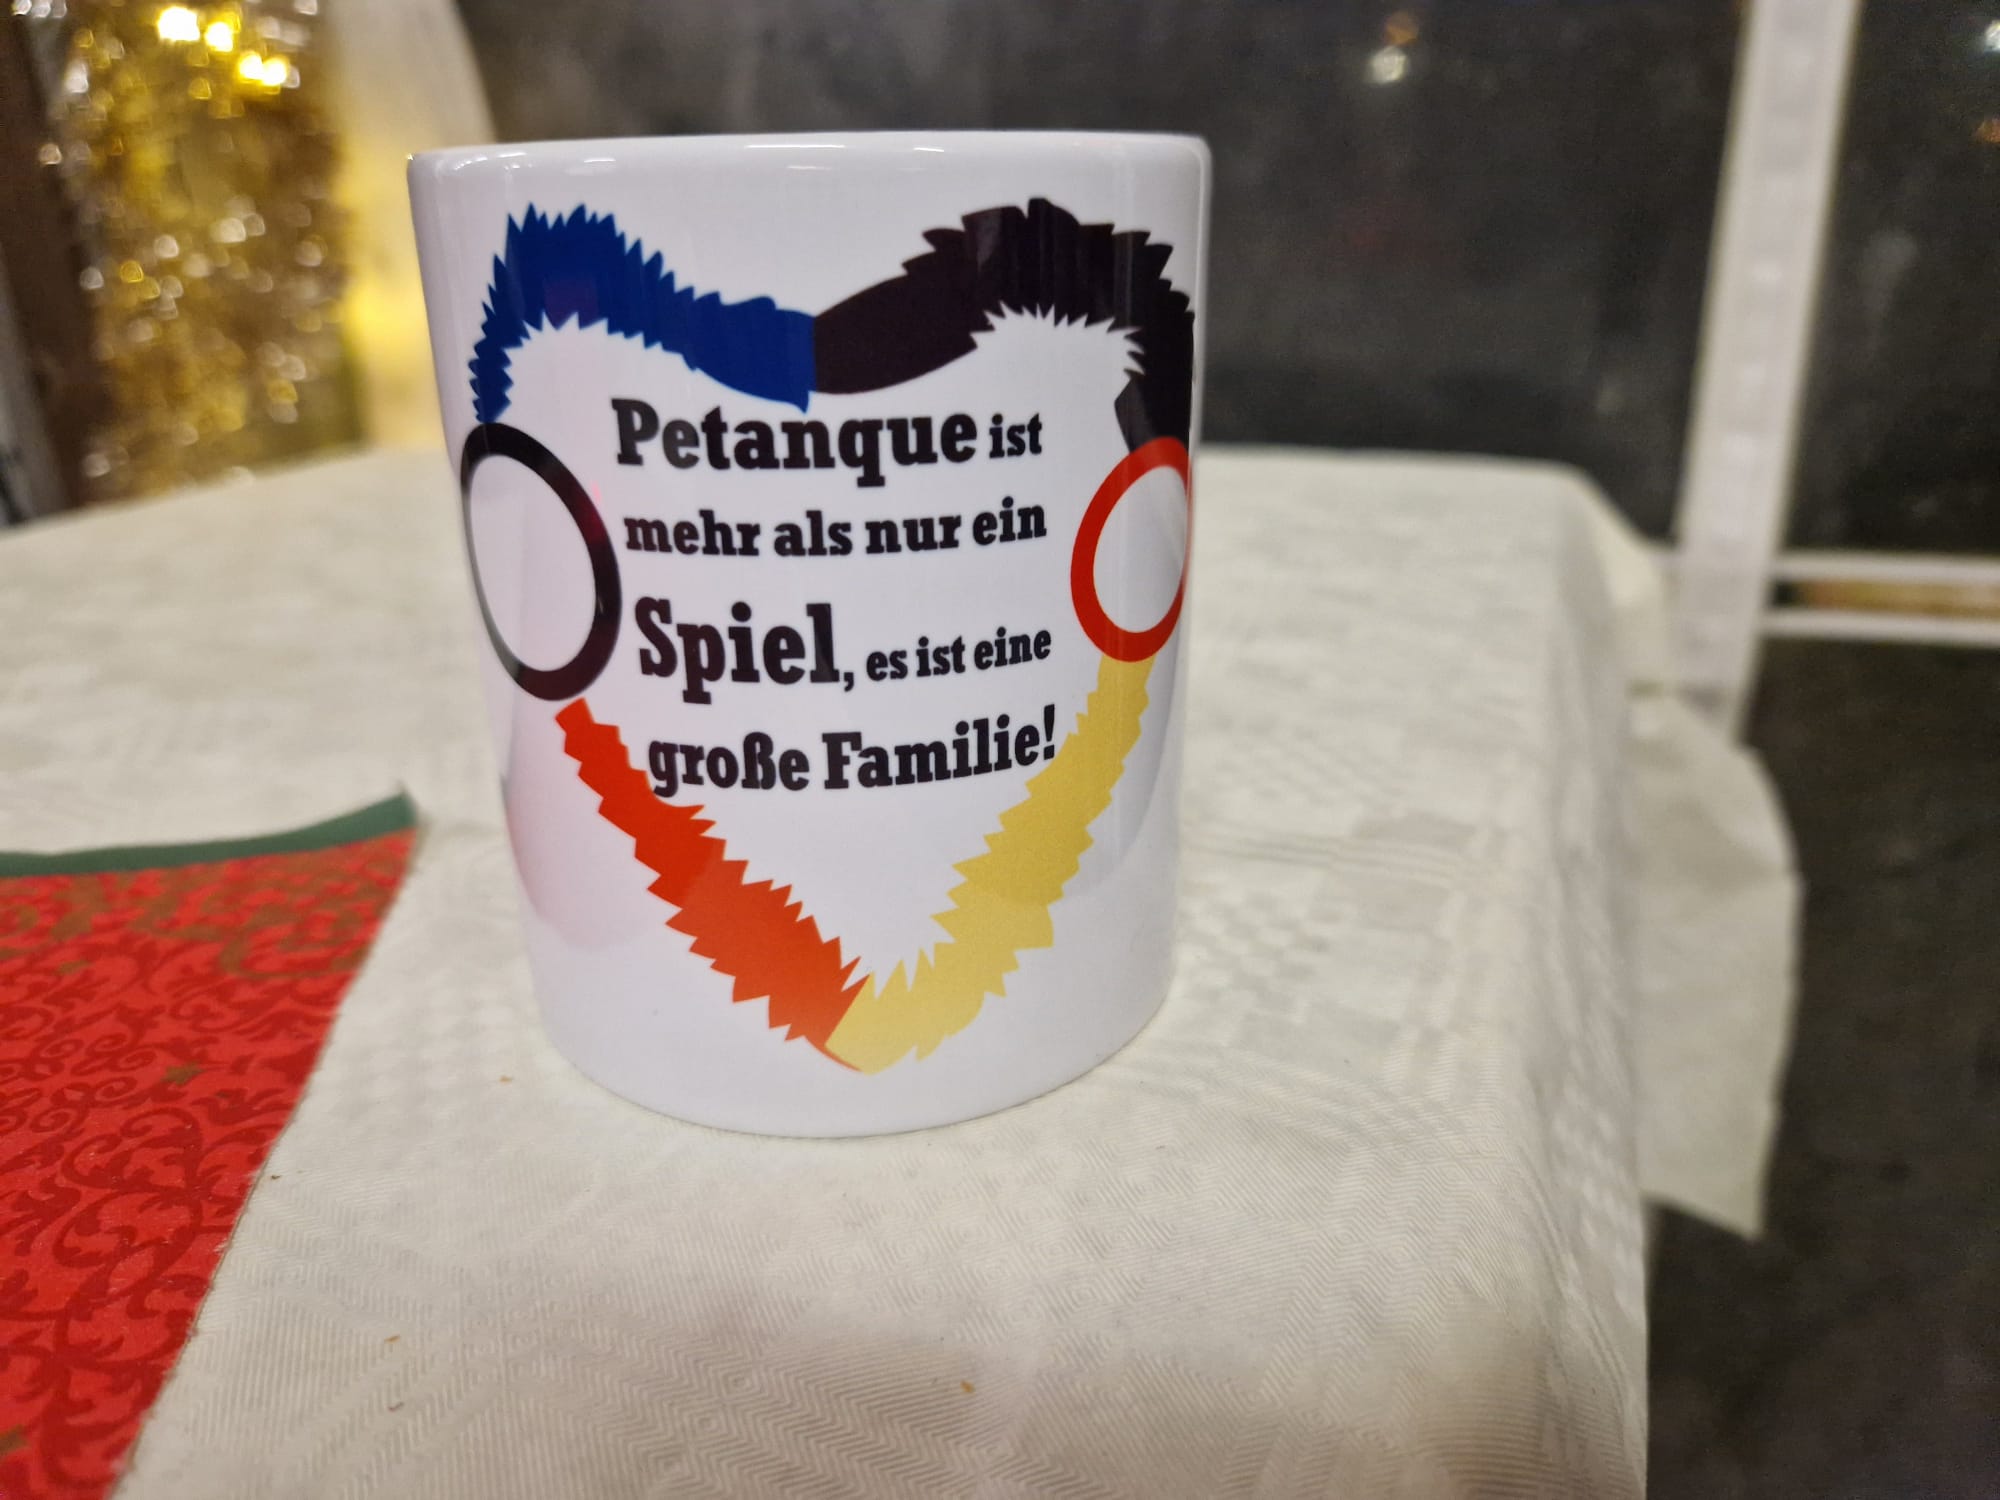 Petanque ist
mehr als nur ein
Spiel, es ist eine
große Familie!